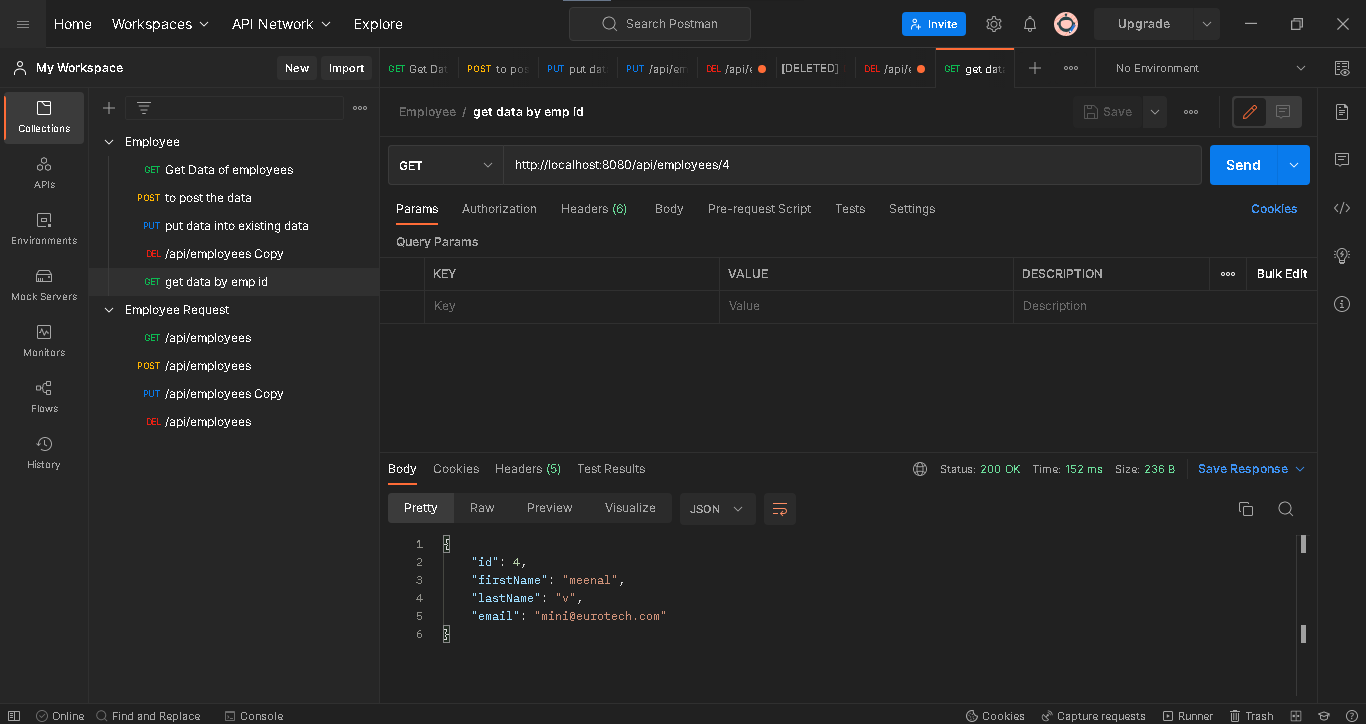 Home Workspaces API Network Explore Search Postman Invite Upgrade
My Workspace New Import GET Get Dat POST to pos PUT put dat PUT /api/em DEL /api/e [DELETED] DEL /api/e GET get data No Environment
Collections
APIs
Environments
Mock Servers
Monitors
Flows
History
Employee
GET Get Data of employees
POST to post the data
PUT put data into existing data
DEL /api/employees Copy
GET get data by emp id
Employee Request
GET /api/employees
POST /api/employees
PUT /api/employees Copy
DEL /api/employees
Employee / get data by emp id Save
GET http://localhost:8080/api/employees/4 Send
Params Authorization Headers (6) Body Pre-request Script Tests Settings Cookies
Query Params
KEY VALUE DESCRIPTION Bulk Edit
Key Value Description
Body Cookies Headers (5) Test Results Status: 200 OK Time: 152 ms Size: 236 B Save Response
Pretty Raw Preview Visualize JSON
1 {
2 "id": 4,
3 "firstName": "meenal",
4 "lastName": "v",
5 "email": "mini@eurotech.com"
6 }
Online Find and Replace Console Cookies Capture requests Runner Trash